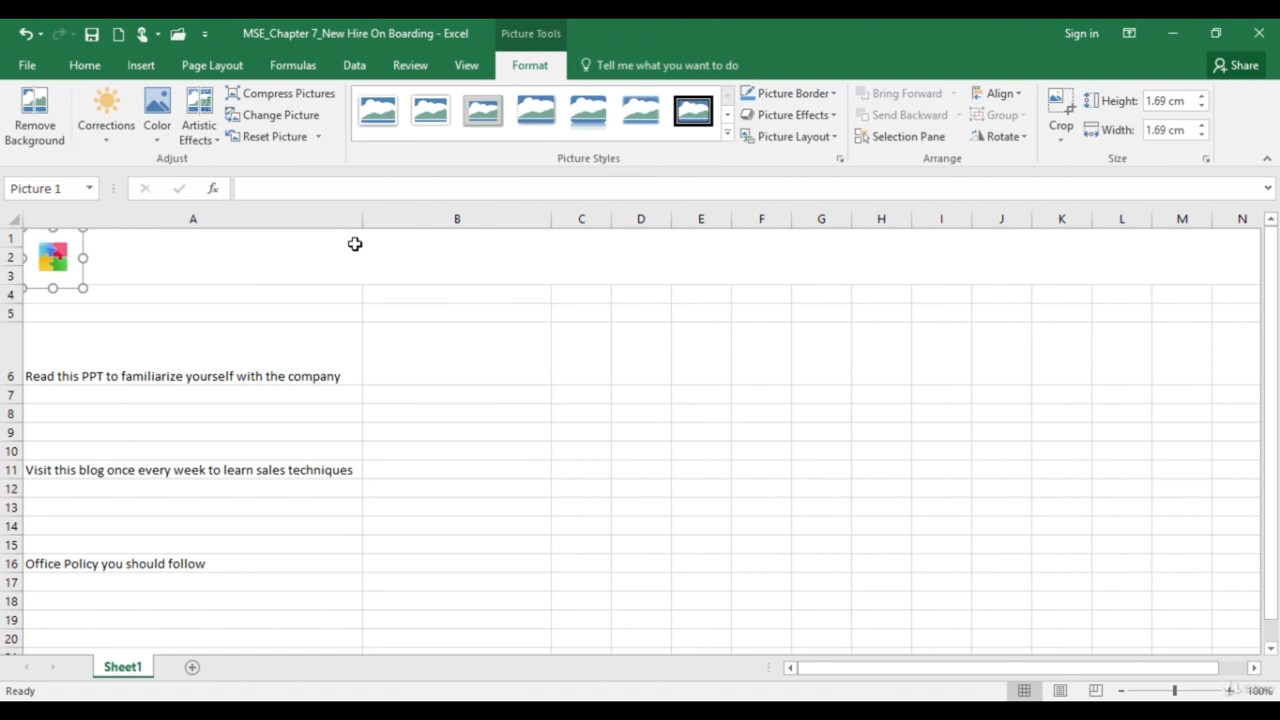 MSE_Chapter 7_New Hire On Boarding - Excel
Picture Tools
Sign in
File Home Insert Page Layout Formulas Data Review View Format Tell me what you want to do Share
Remove Background
Corrections
Color
Artistic Effects
Compress Pictures
Change Picture
Reset Picture
Adjust
Picture Styles
Picture Border
Picture Effects
Picture Layout
Bring Forward
Send Backward
Selection Pane
Align
Group
Rotate
Arrange
Crop
Height: 1.69 cm
Width: 1.69 cm
Size
Picture 1
fx
A B C D E F G H I J K L M N
1
2
3
4
5
6 Read this PPT to familiarize yourself with the company
7
8
9
10
11 Visit this blog once every week to learn sales techniques
12
13
14
15
16 Office Policy you should follow
17
18
19
20
Sheet1
Ready
100%